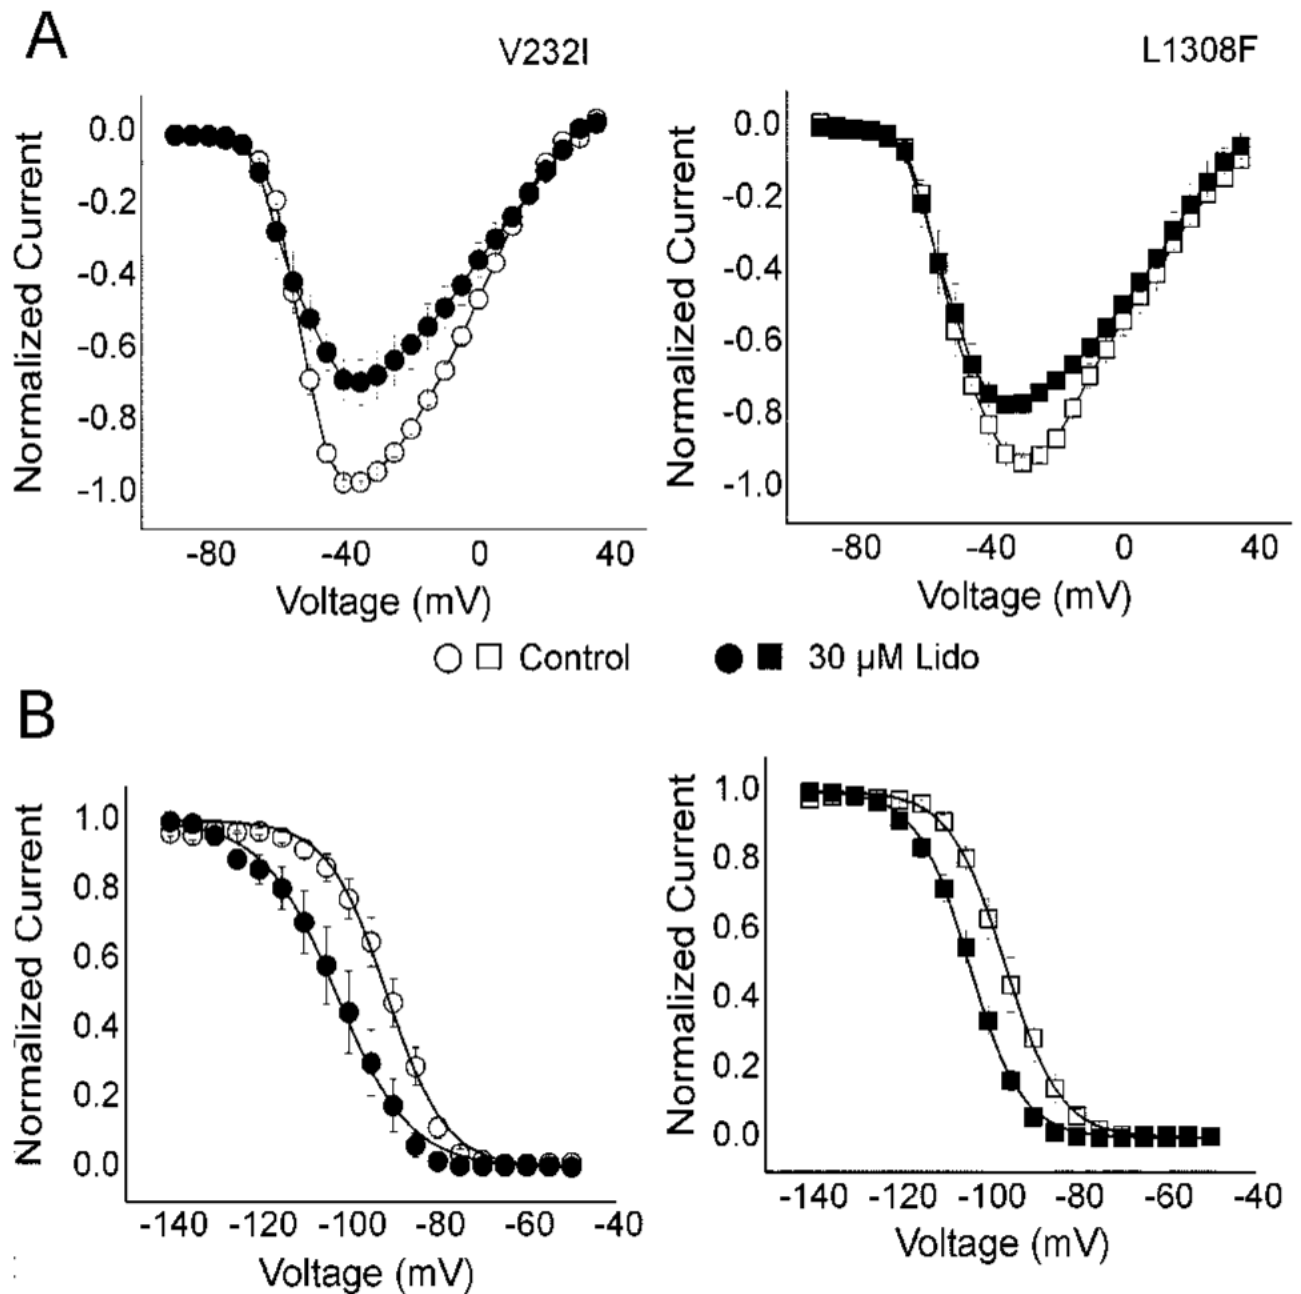 A
V232I
L1308F
Normalized Current
0.0
-0.2
-0.4
-0.6
-0.8
-1.0
-80 -40 0 40
Voltage (mV)
Normalized Current
0.0
-0.2
-0.4
-0.6
-0.8
-1.0
-80 -40 0 40
Voltage (mV)
Control 30 µM Lido
B
Normalized Current
1.0
0.8
0.6
0.4
0.2
0.0
-140 -120 -100 -80 -60 -40
Voltage (mV)
Normalized Current
1.0
0.8
0.6
0.4
0.2
0.0
-140 -120 -100 -80 -60 -40
Voltage (mV)